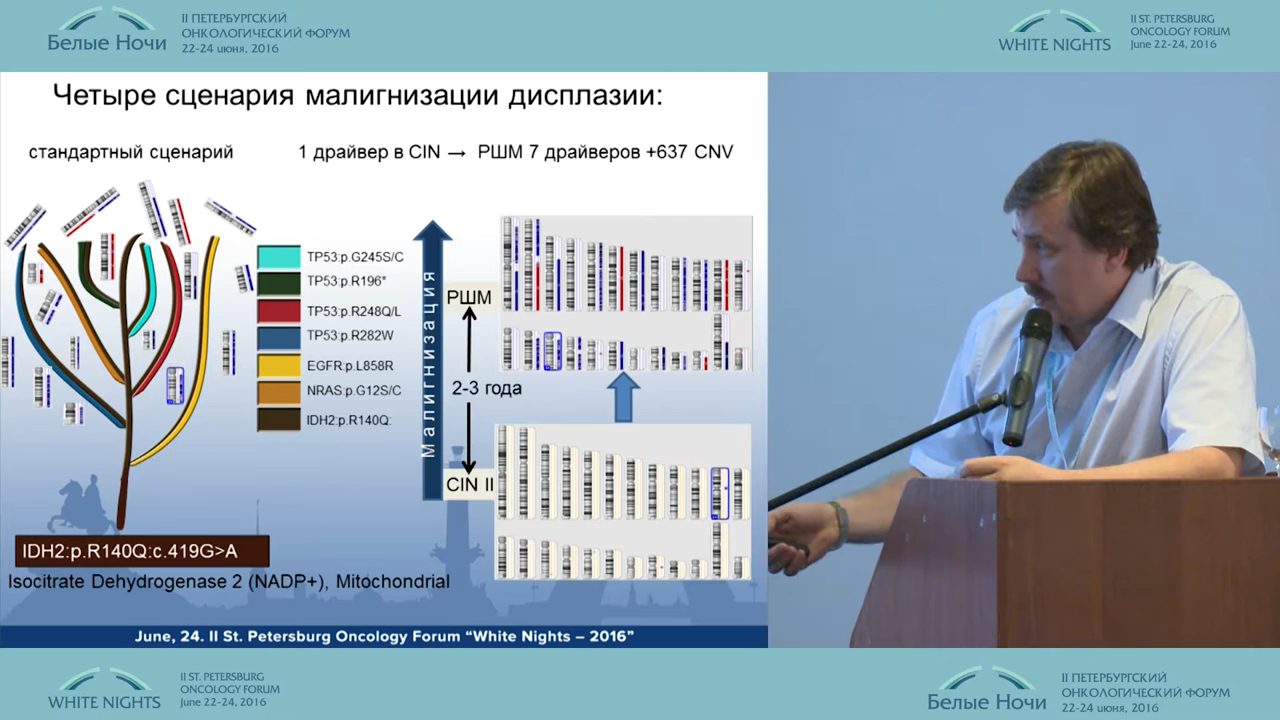 Белые Ночи
II ПЕТЕРБУРГСКИЙ
ОНКОЛОГИЧЕСКИЙ ФОРУМ
22-24 июня, 2016
WHITE NIGHTS
II ST. PETERSBURG
ONCOLOGY FORUM
June 22-24, 2016
Четыре сценария малигнизации дисплазии:
стандартный сценарий
1 драйвер в CIN → РШМ 7 драйверов +637 CNV
TP53:p.G245S/C
TP53:p.R196*
TP53:p.R248Q/L
TP53:p.R282W
EGFR:p.L858R
NRAS:p.G12S/C
IDH2:p.R140Q:
Малигнизация
РШМ
2-3 года
CIN II
IDH2:p.R140Q:c.419G>A
Isocitrate Dehydrogenase 2 (NADP+), Mitochondrial
June, 24. II St. Petersburg Oncology Forum “White Nights – 2016”
WHITE NIGHTS
II ST. PETERSBURG
ONCOLOGY FORUM
June 22-24, 2016
Белые Ночи
II ПЕТЕРБУРГСКИЙ
ОНКОЛОГИЧЕСКИЙ ФОРУМ
22-24 июня, 2016